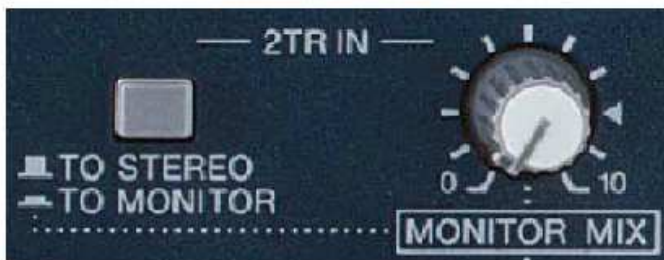 2TR IN
TO STEREO
TO MONITOR
0 10
MONITOR MIX